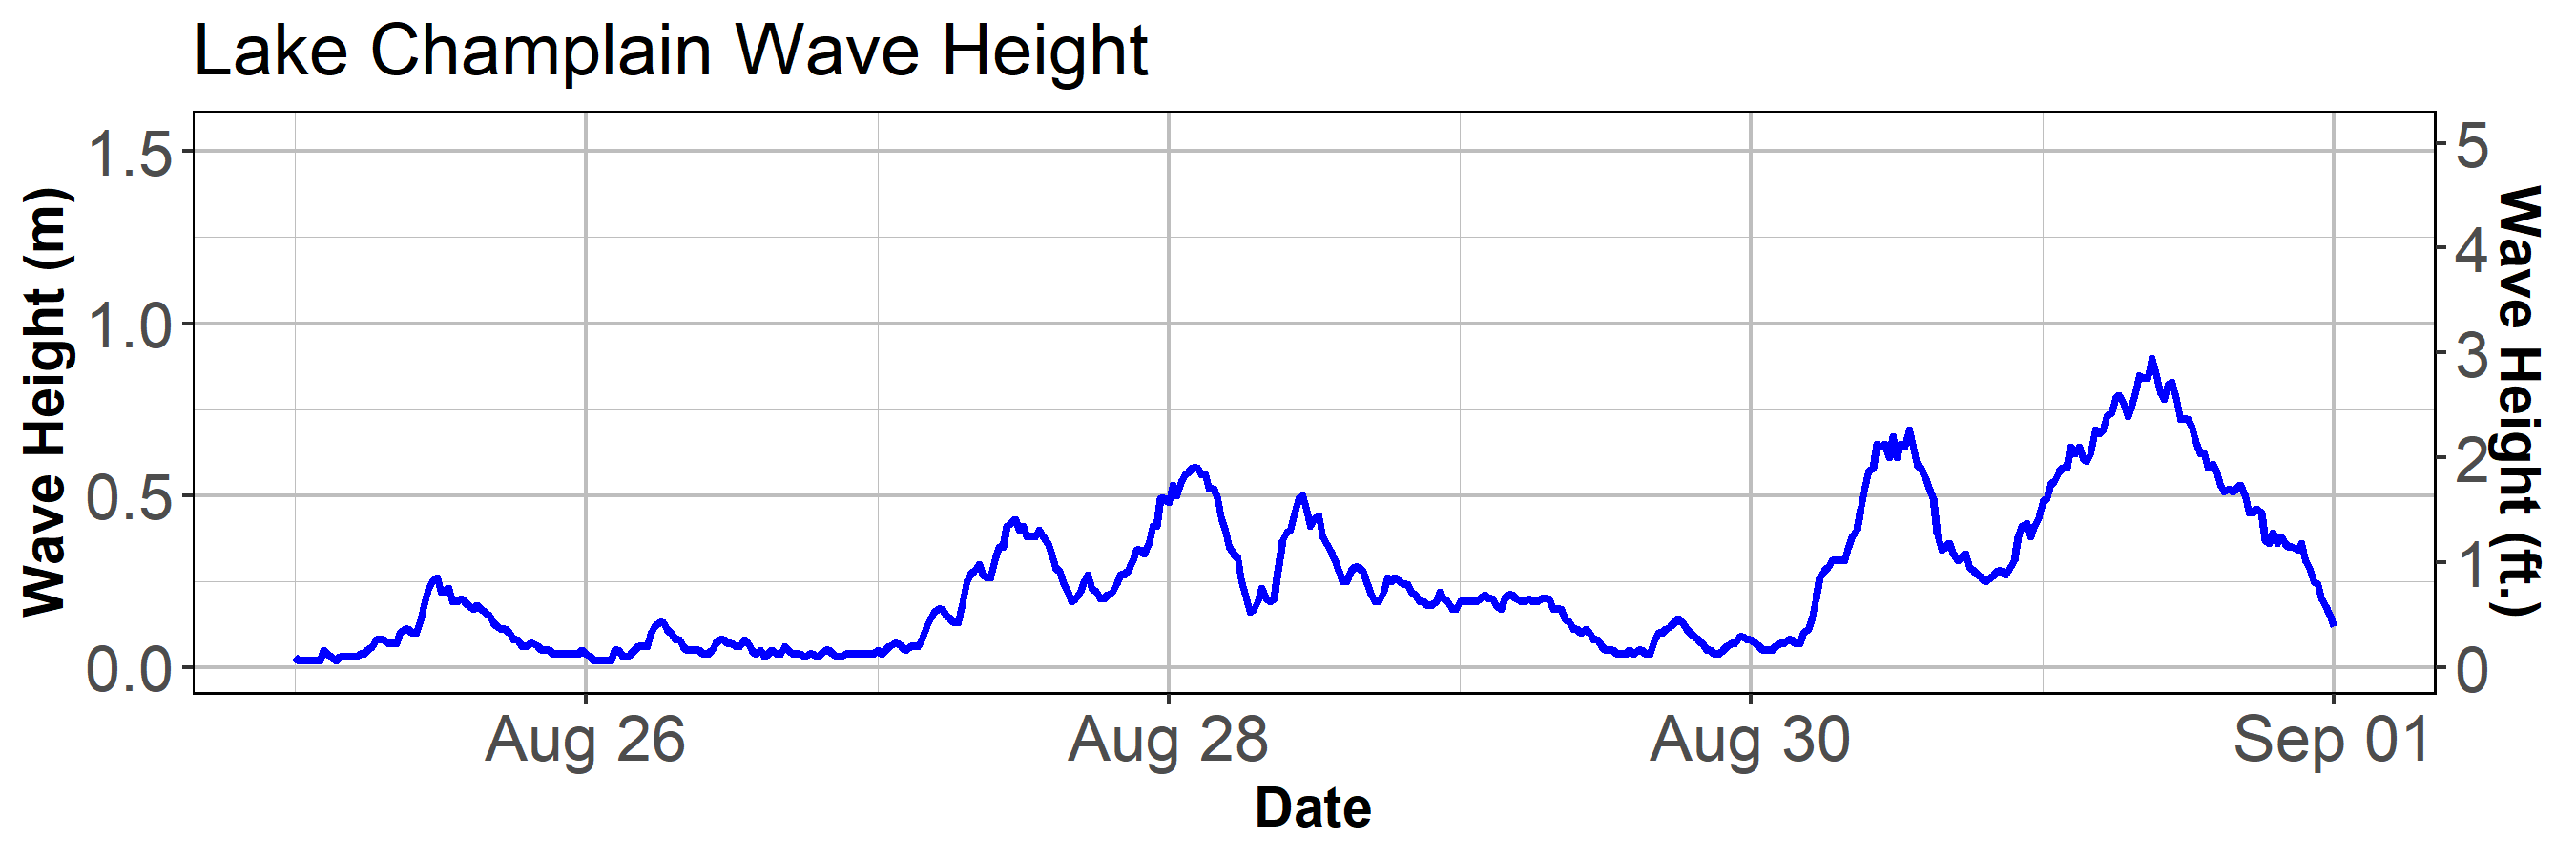 Lake Champlain Wave Height
Wave Height (m)
1.5
1.0
0.5
0.0
5
4
3
2
1
0
Wave Height (ft.)
Aug 26
Aug 28
Aug 30
Sep 01
Date